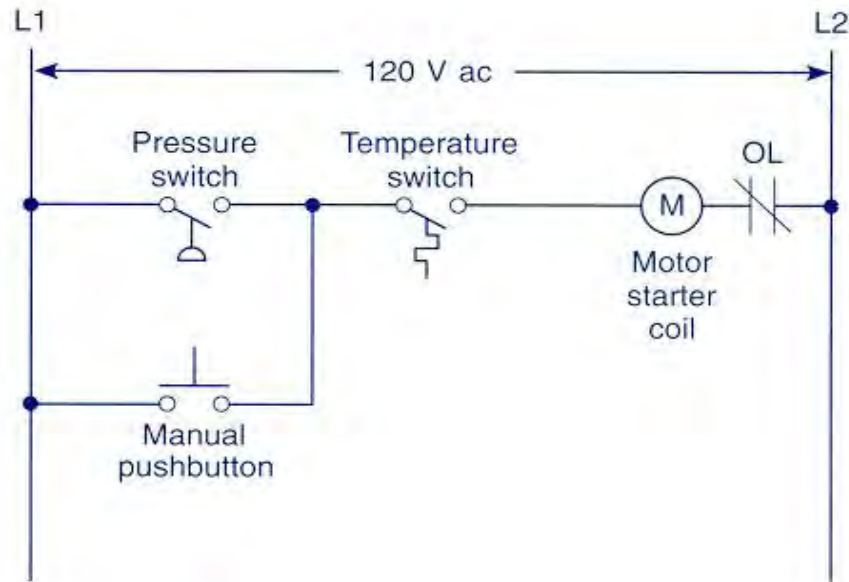 L1
L2
120 V ac
Pressure
switch
Temperature
switch
OL
M
Motor
starter
coil
Manual
pushbutton